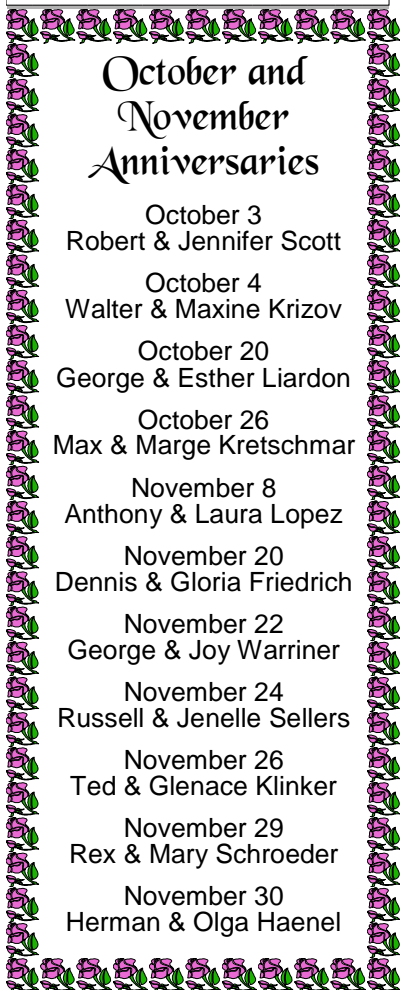 October and
November
Anniversaries
October 3
Robert & Jennifer Scott
October 4
Walter & Maxine Krizov
October 20
George & Esther Liardon
October 26
Max & Marge Kretschmar
November 8
Anthony & Laura Lopez
November 20
Dennis & Gloria Friedrich
November 22
George & Joy Warriner
November 24
Russell & Jenelle Sellers
November 26
Ted & Glenace Klinker
November 29
Rex & Mary Schroeder
November 30
Herman & Olga Haenel